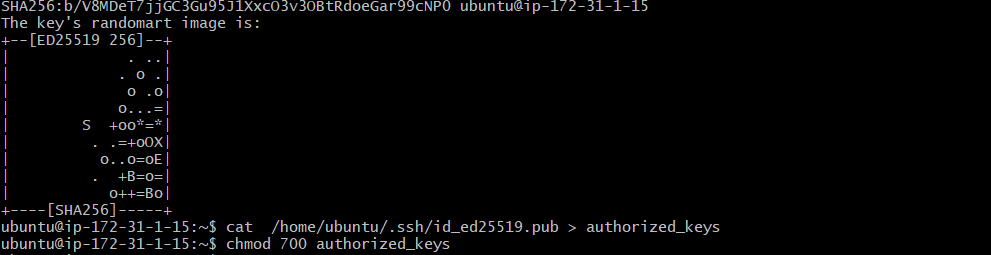 SHA256:b/V8MDeT7jjGC3Gu95J1XxcO3v3OBtRdoeGar99cNP0 ubuntu@ip-172-31-1-15
The key's randomart image is:
+--[ED25519 256]--+
|              . ..|
|             . o .|
|              o .o|
|             o...=|
|        S  +oo*=*|
|         . .=+oOX|
|          o..o=oE|
|         .  +B=o=|
|           o++=Bo|
+----[SHA256]-----+
ubuntu@ip-172-31-1-15:~$ cat  /home/ubuntu/.ssh/id_ed25519.pub > authorized_keys
ubuntu@ip-172-31-1-15:~$ chmod 700 authorized_keys